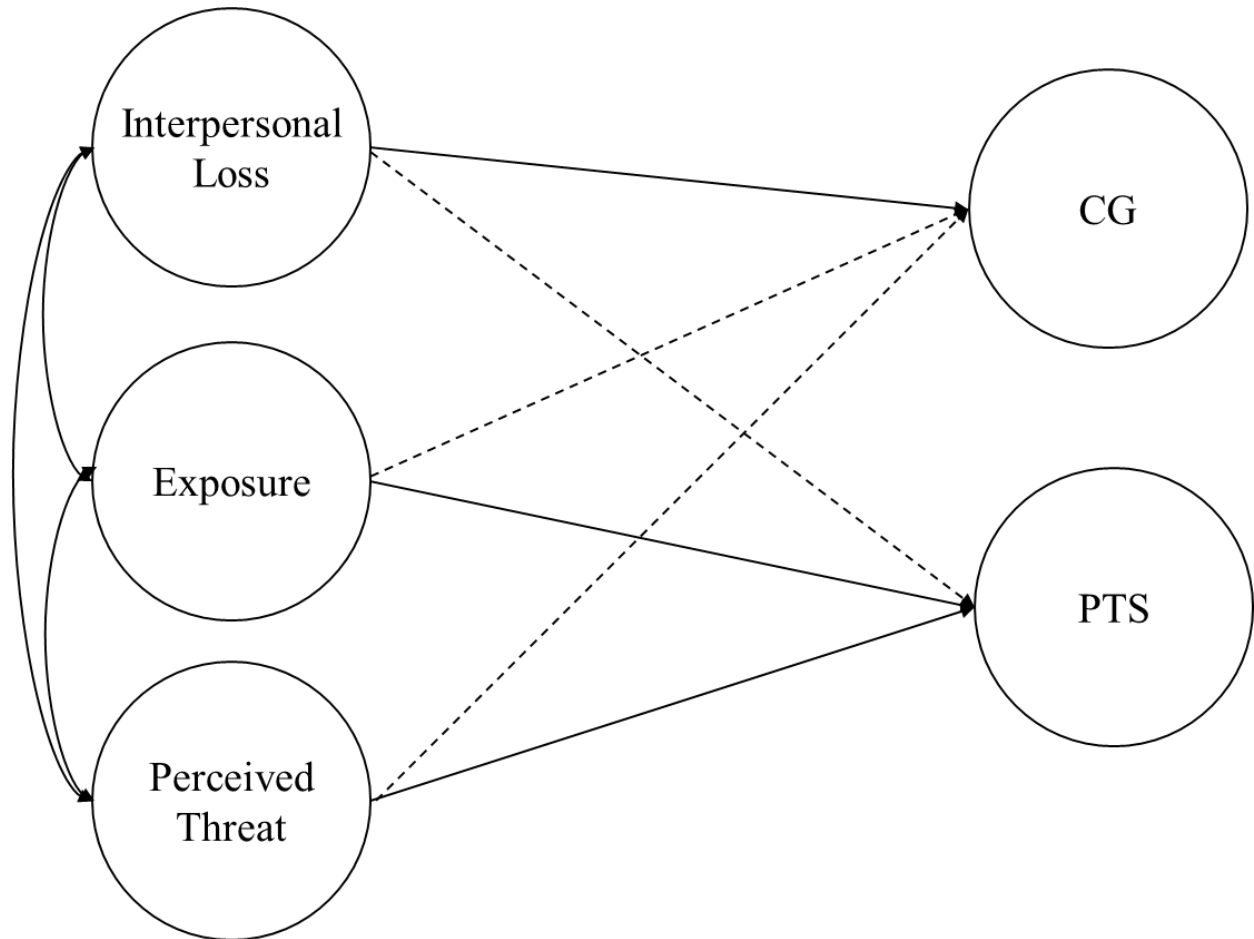 Interpersonal
Loss
CG
Exposure
PTS
Perceived
Threat